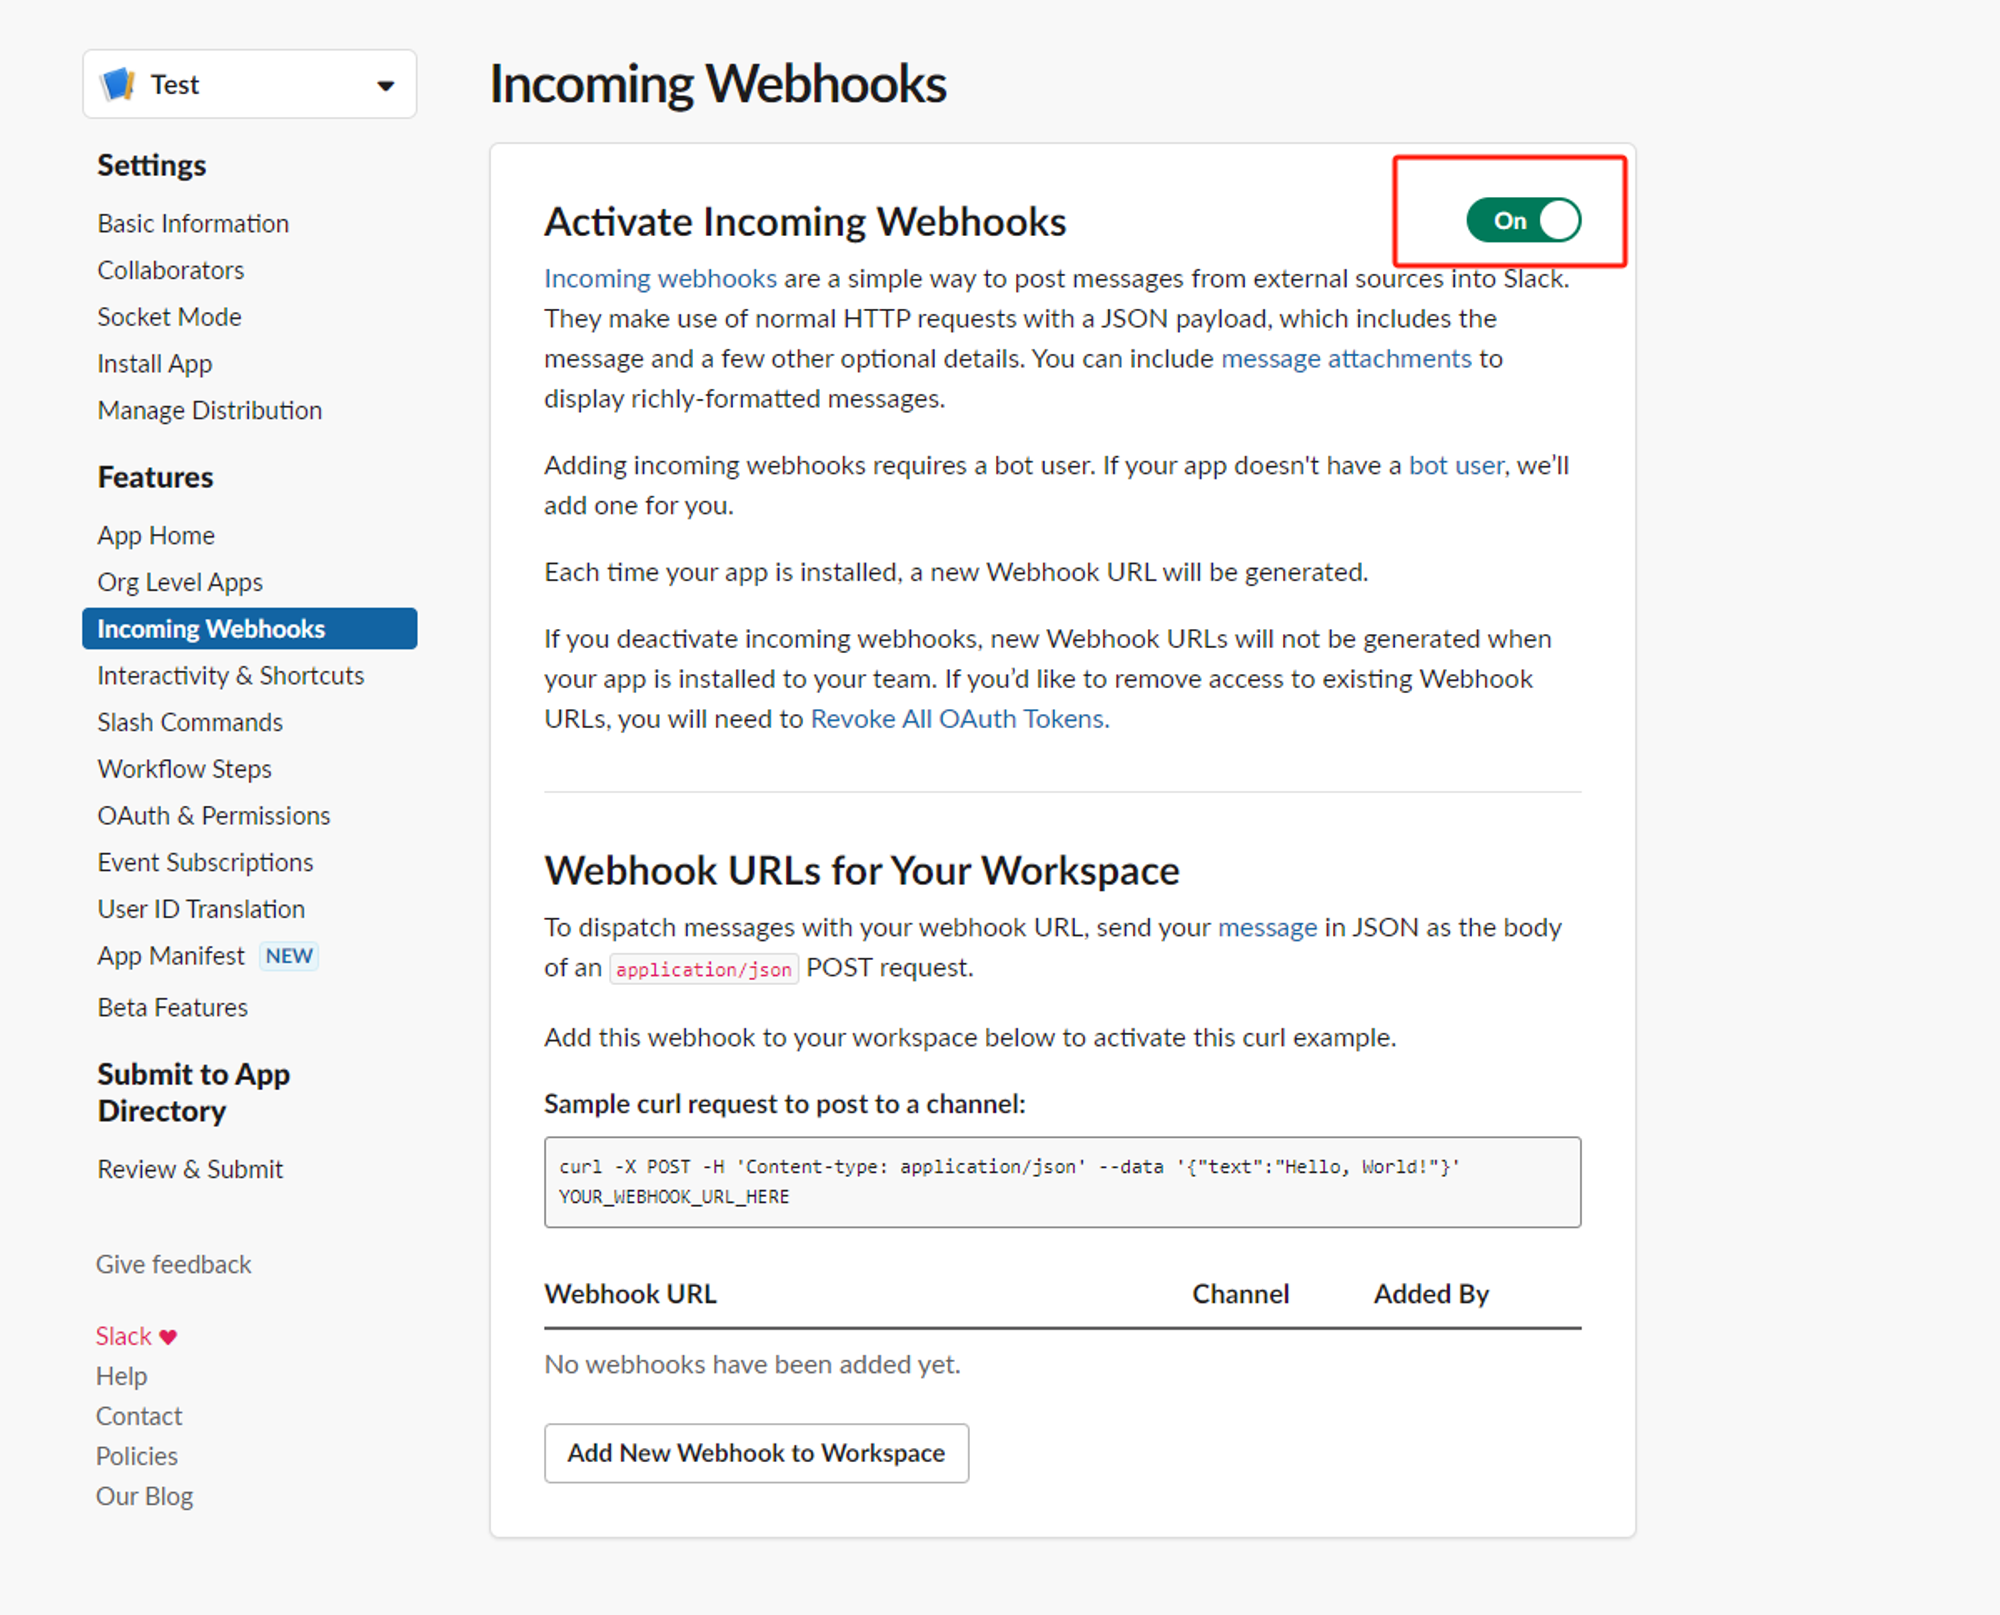 Test
Settings
Basic Information
Collaborators
Socket Mode
Install App
Manage Distribution
Features
App Home
Org Level Apps
Incoming Webhooks
Interactivity & Shortcuts
Slash Commands
Workflow Steps
OAuth & Permissions
Event Subscriptions
User ID Translation
App Manifest NEW
Beta Features
Submit to App
Directory
Review & Submit
Give feedback
Slack ♥
Help
Contact
Policies
Our Blog
Incoming Webhooks
Activate Incoming Webhooks
On
Incoming webhooks are a simple way to post messages from external sources into Slack.
They make use of normal HTTP requests with a JSON payload, which includes the
message and a few other optional details. You can include message attachments to
display richly-formatted messages.
Adding incoming webhooks requires a bot user. If your app doesn't have a bot user, we’ll
add one for you.
Each time your app is installed, a new Webhook URL will be generated.
If you deactivate incoming webhooks, new Webhook URLs will not be generated when
your app is installed to your team. If you’d like to remove access to existing Webhook
URLs, you will need to Revoke All OAuth Tokens.
Webhook URLs for Your Workspace
To dispatch messages with your webhook URL, send your message in JSON as the body
of an application/json POST request.
Add this webhook to your workspace below to activate this curl example.
Sample curl request to post to a channel:
curl -X POST -H 'Content-type: application/json' --data '{"text":"Hello, World!"}'
YOUR_WEBHOOK_URL_HERE
Webhook URL Channel Added By
No webhooks have been added yet.
Add New Webhook to Workspace